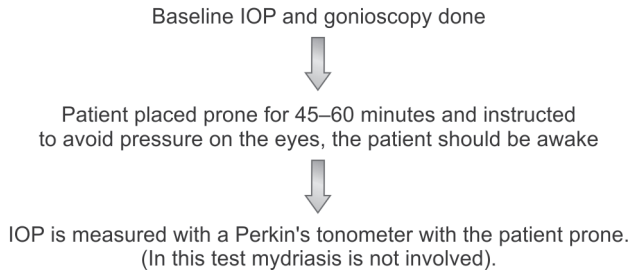 Baseline IOP and gonioscopy done
Patient placed prone for 45–60 minutes and instructed
to avoid pressure on the eyes, the patient should be awake
IOP is measured with a Perkin's tonometer with the patient prone.
(In this test mydriasis is not involved).